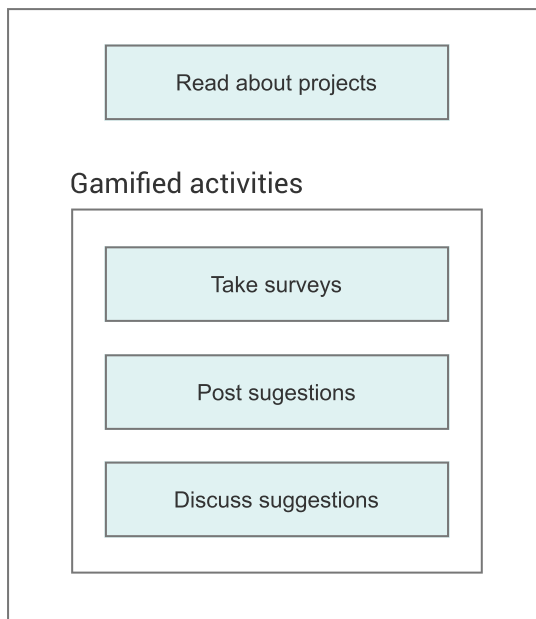 Read about projects
Gamified activities
Take surveys
Post sugestions
Discuss suggestions